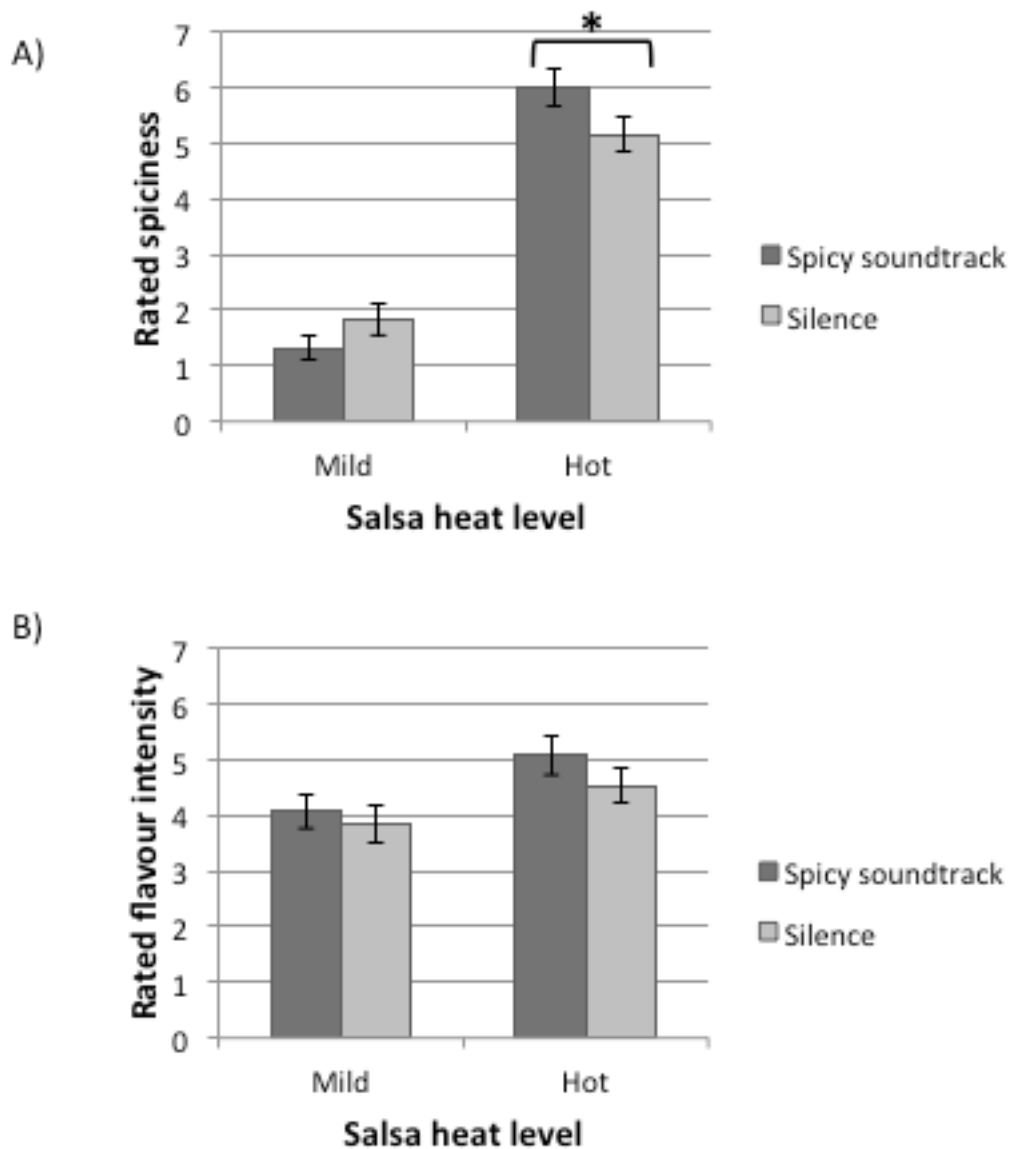 A)
*
7
6
5
4
3
2
1
0
Rated spiciness
Mild Hot
Salsa heat level
Spicy soundtrack
Silence
B)
7
6
5
4
3
2
1
0
Rated flavour intensity
Mild Hot
Salsa heat level
Spicy soundtrack
Silence